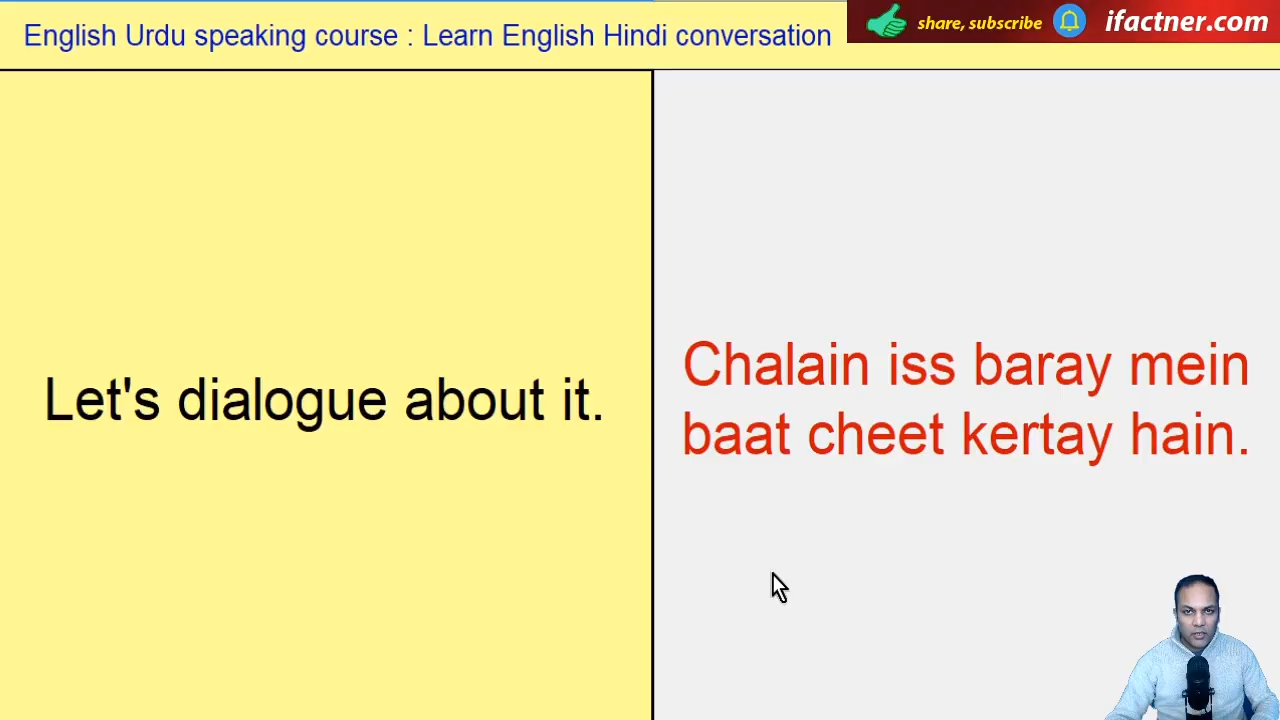 English Urdu speaking course : Learn English Hindi conversation
share, subscribe
ifactner.com
Let's dialogue about it.
Chalain iss baray mein
baat cheet kertay hain.